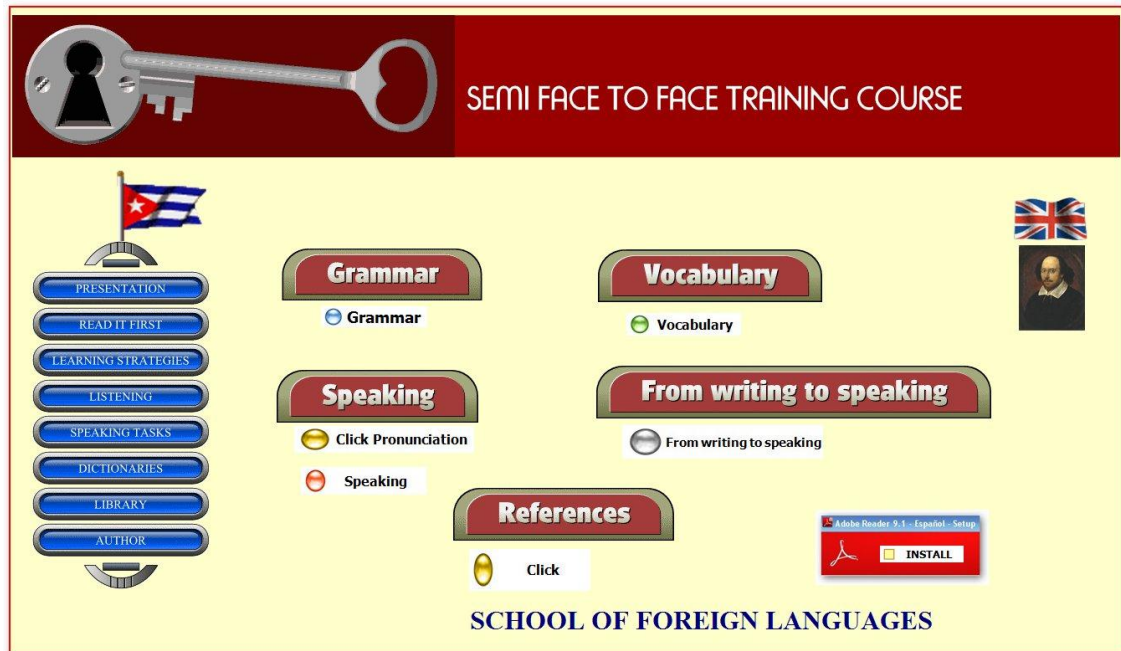 SEMI FACE TO FACE TRAINING COURSE
PRESENTATION
READ IT FIRST
LEARNING STRATEGIES
LISTENING
SPEAKING TASKS
DICTIONARIES
LIBRARY
AUTHOR
Grammar
Grammar
Vocabulary
Vocabulary
Speaking
Click Pronunciation
Speaking
From writing to speaking
From writing to speaking
References
Click
Adobe Reader 9.1 - Español - Setup
INSTALL
SCHOOL OF FOREIGN LANGUAGES